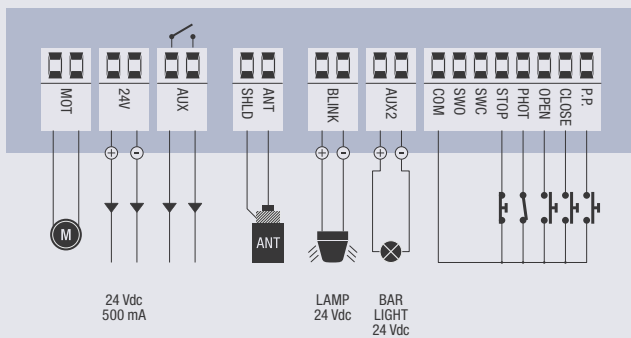 MOT
24V
AUX
SHLD
ANT
BLINK
AUX2
COM
SWO
SWC
STOP
PHOT
OPEN
CLOSE
P.P.
+
-
+
-
+
-
M
ANT
24 Vdc
500 mA
LAMP
24 Vdc
BAR
LIGHT
24 Vdc